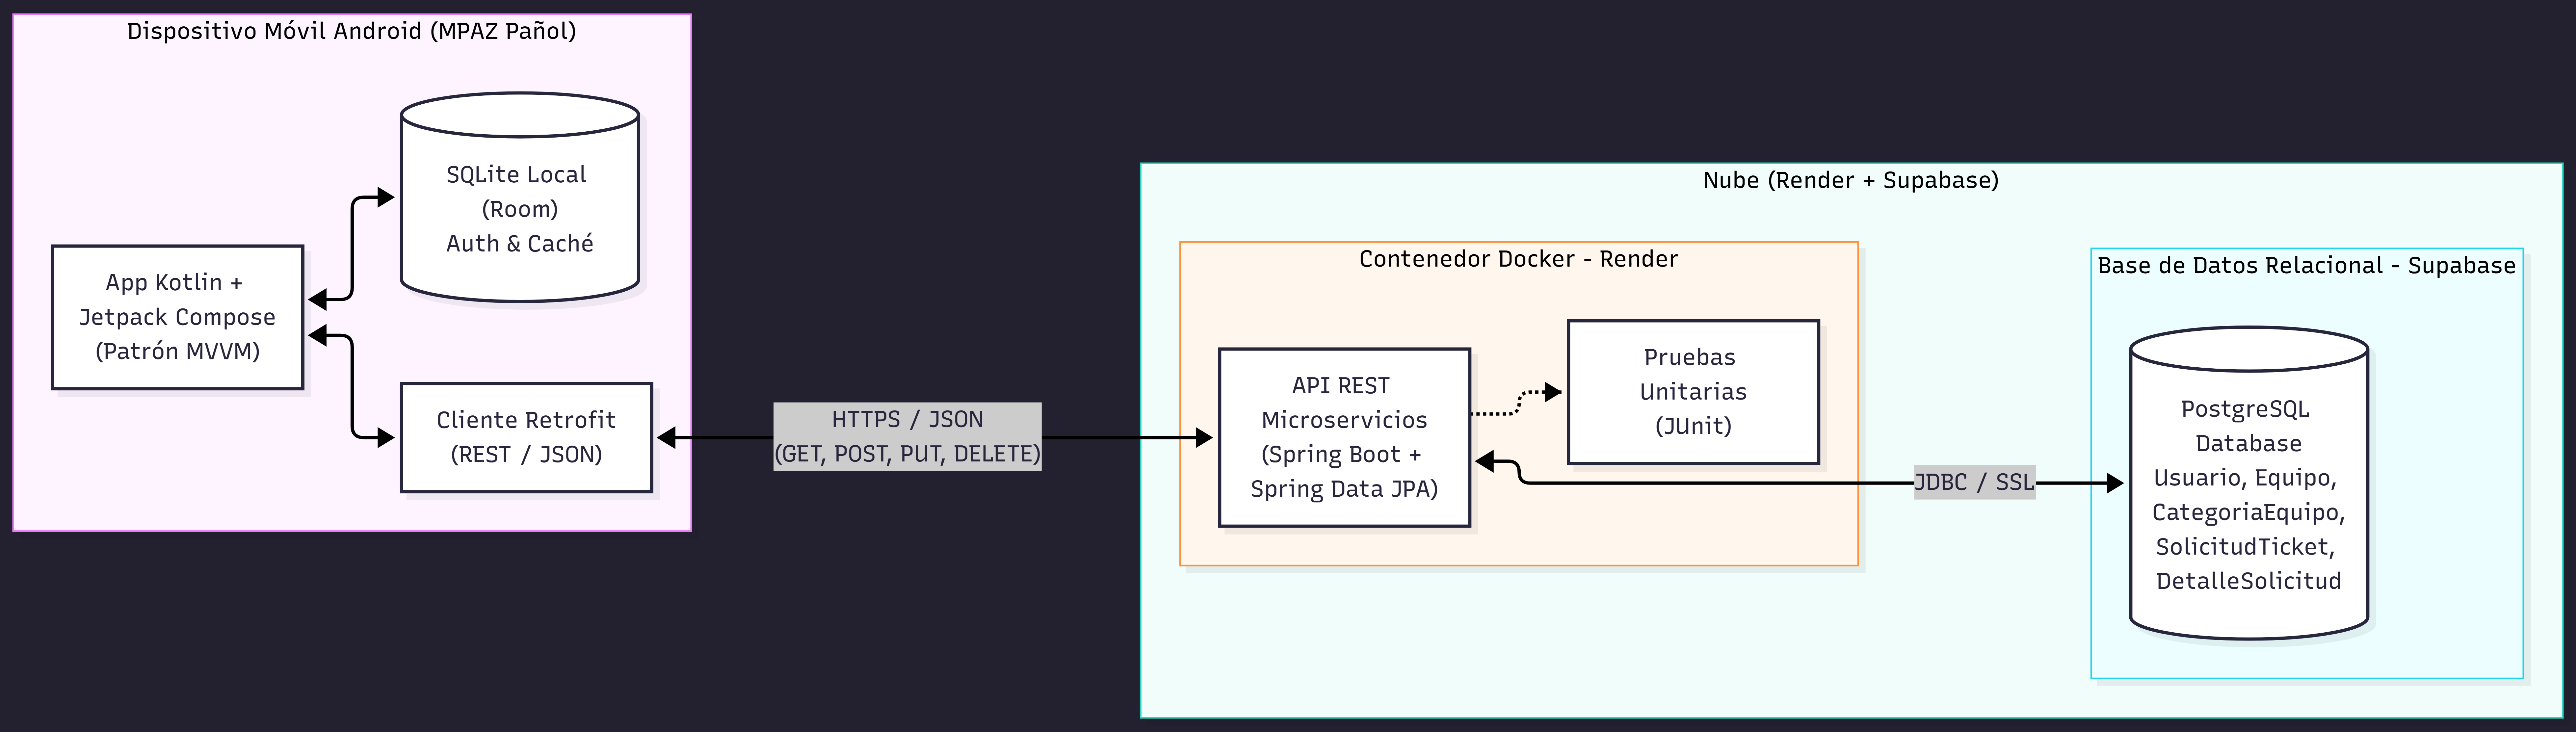 Dispositivo Móvil Android (MPAZ Pañol)
SQLite Local
(Room)
Auth & Caché
App Kotlin +
Jetpack Compose
(Patrón MVVM)
Cliente Retrofit
(REST / JSON)
HTTPS / JSON
(GET, POST, PUT, DELETE)
Nube (Render + Supabase)
Contenedor Docker - Render
API REST
Microservicios
(Spring Boot +
Spring Data JPA)
Pruebas
Unitarias
(JUnit)
JDBC / SSL
Base de Datos Relacional - Supabase
PostgreSQL
Database
Usuario, Equipo,
CategoriaEquipo,
SolicitudTicket,
DetalleSolicitud